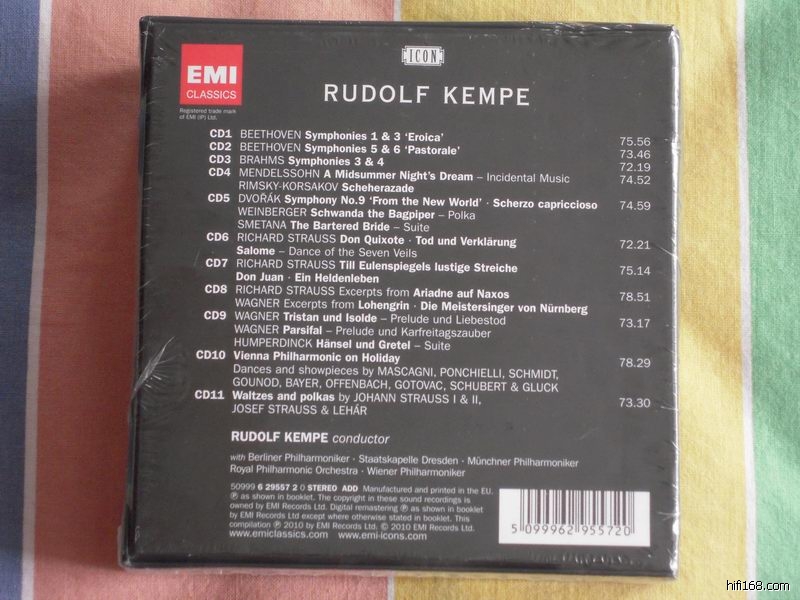 EMI
CLASSICS
Registered trade mark
of EMI (IP) Ltd.
ICON
RUDOLF KEMPE
CD1 BEETHOVEN Symphonies 1 & 3 'Eroica' 75.56
CD2 BEETHOVEN Symphonies 5 & 6 'Pastorale' 73.46
CD3 BRAHMS Symphonies 3 & 4 72.19
CD4 MENDELSSOHN A Midsummer Night's Dream – Incidental Music 74.52
RIMSKY-KORSAKOV Scheherazade
CD5 DVOŘÁK Symphony No.9 'From the New World' · Scherzo capriccioso 74.59
WEINBERGER Schwanda the Bagpiper – Polka
SMETANA The Bartered Bride – Suite
CD6 RICHARD STRAUSS Don Quixote · Tod und Verklärung 72.21
Salome – Dance of the Seven Veils
CD7 RICHARD STRAUSS Till Eulenspiegels lustige Streiche 75.14
Don Juan · Ein Heldenleben
CD8 RICHARD STRAUSS Excerpts from Ariadne auf Naxos 78.51
WAGNER Excerpts from Lohengrin · Die Meistersinger von Nürnberg
CD9 WAGNER Tristan und Isolde – Prelude und Liebestod 73.17
WAGNER Parsifal – Prelude und Karfreitagszauber
HUMPERDINCK Hänsel und Gretel – Suite
CD10 Vienna Philharmonic on Holiday 78.29
Dances and showpieces by MASCAGNI, PONCHIELLI, SCHMIDT,
GOUNOD, BAYER, OFFENBACH, GOTOVAC, SCHUBERT & GLUCK
CD11 Waltzes and polkas by JOHANN STRAUSS I & II, 73.30
JOSEF STRAUSS & LEHÁR
RUDOLF KEMPE conductor
with Berliner Philharmoniker · Staatskapelle Dresden · Münchner Philharmoniker
Royal Philharmonic Orchestra · Wiener Philharmoniker
50999 6 29557 2 0 STEREO ADD Manufactured and printed in the EU.
℗ as shown in booklet. The copyright in these sound recordings is
owned by EMI Records Ltd. Digital remastering ℗ as shown in booklet
by EMI Records Ltd except where otherwise stated in booklet. This
compilation ℗ 2010 by EMI Records Ltd. © 2010 EMI Records Ltd.
www.emiclassics.com www.emi-icons.com
5 099962 955720
hifi168.com